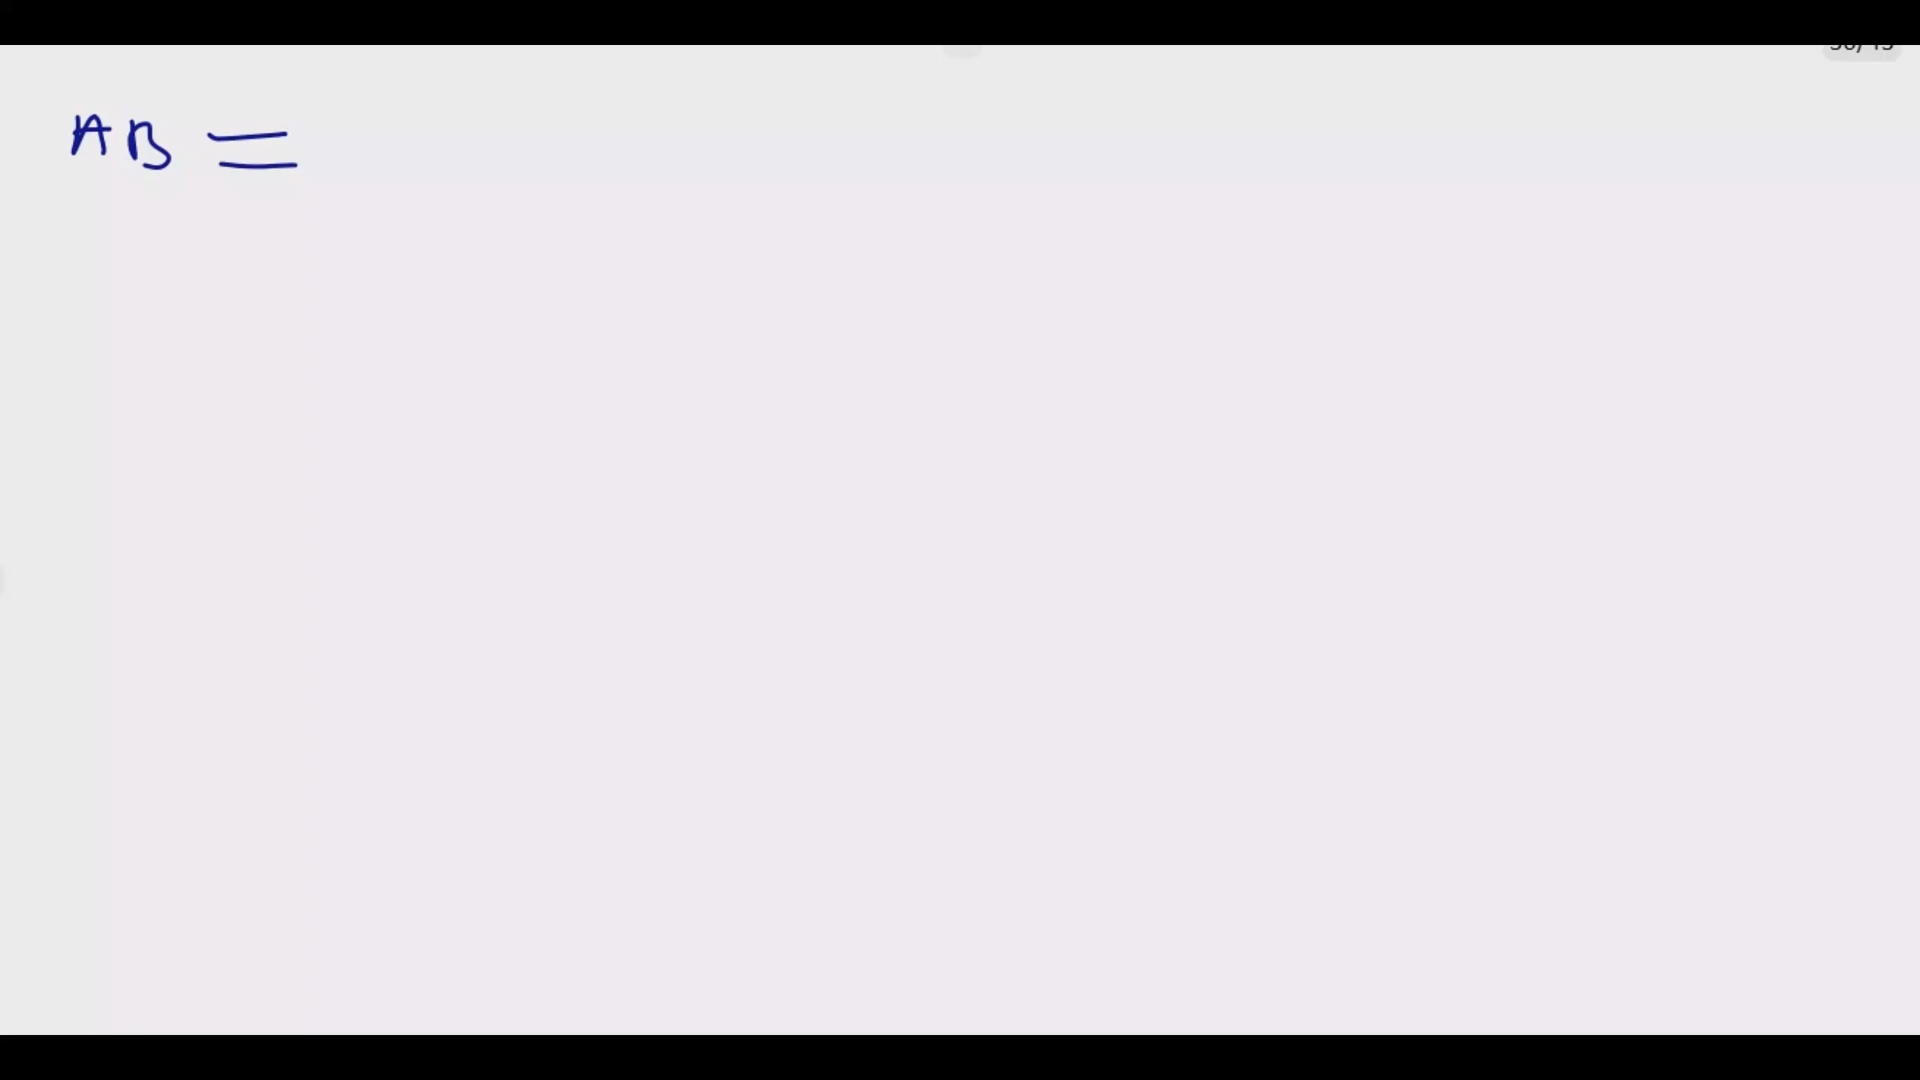 AB =